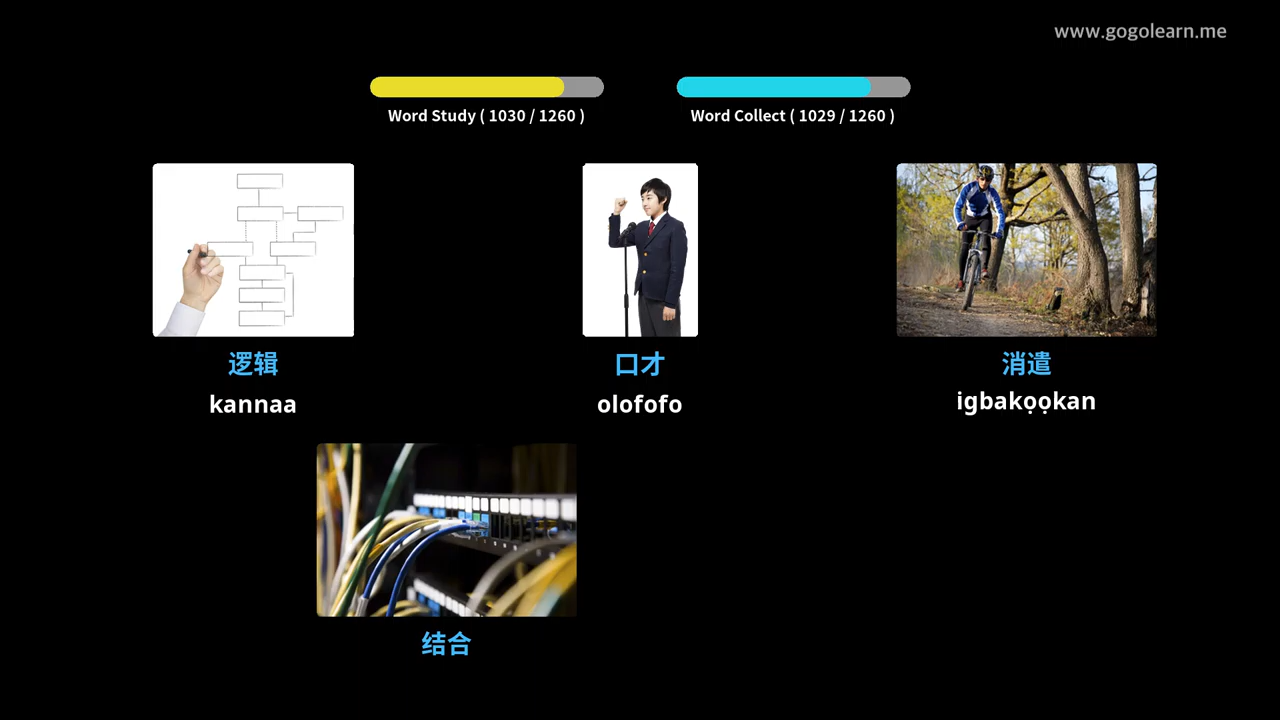 www.gogolearn.me
Word Study ( 1030 / 1260 )
Word Collect ( 1029 / 1260 )
逻辑
口才
消遣
kannaa
olofofo
igbakọọkan
结合